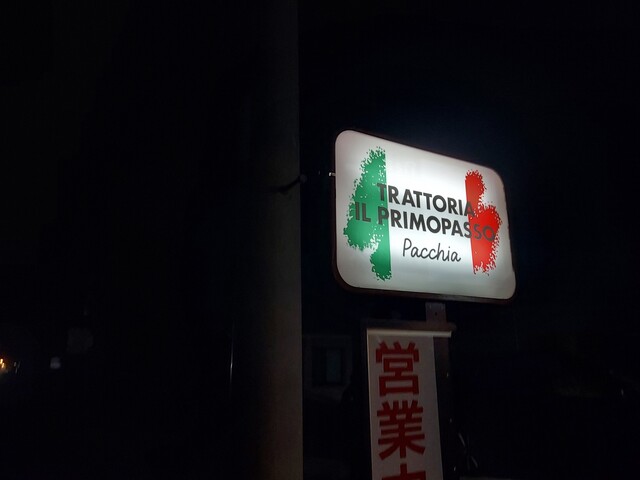 TRATTORIA
IL PRIMOPASSO
Pacchia
営
業